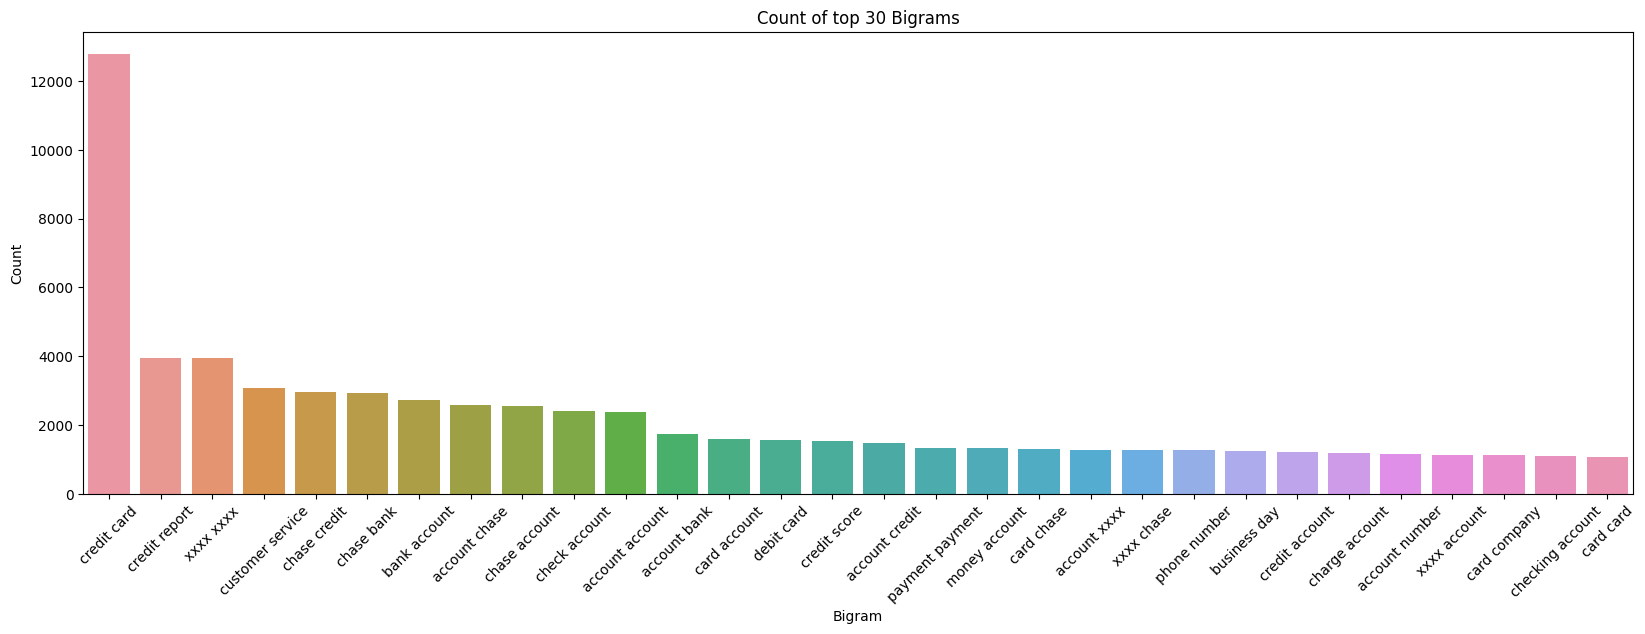 Count of top 30 Bigrams
Count
12000
10000
8000
6000
4000
2000
0
credit card
credit report
xxxx xxxx
customer service
chase credit
chase bank
bank account
account chase
chase account
check account
account account
account bank
card account
debit card
credit score
account credit
payment payment
money account
card chase
account xxxx
xxxx chase
phone number
business day
credit account
charge account
account number
xxxx account
card company
checking account
card card
Bigram